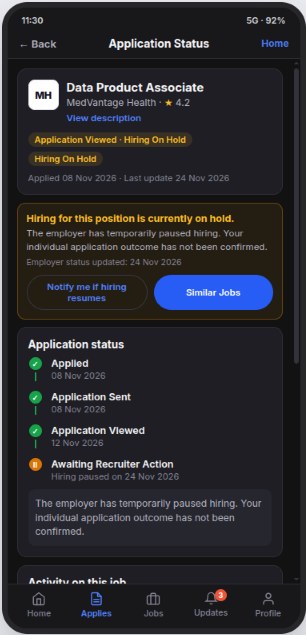 11:30
5G · 92%
← Back
Application Status
Home
MH
Data Product Associate
MedVantage Health · ★ 4.2
View description
Application Viewed · Hiring On Hold
Hiring On Hold
Applied 08 Nov 2026 · Last update 24 Nov 2026
Hiring for this position is currently on hold.
The employer has temporarily paused hiring. Your
individual application outcome has not been confirmed.
Employer status updated: 24 Nov 2026
Notify me if hiring
resumes
Similar Jobs
Application status
✓ Applied
08 Nov 2026
✓ Application Sent
08 Nov 2026
✓ Application Viewed
12 Nov 2026
Awaiting Recruiter Action
Hiring paused on 24 Nov 2026
The employer has temporarily paused hiring. Your
individual application outcome has not been
confirmed.
Activity on this job
3
Home
Applies
Jobs
Updates
Profile